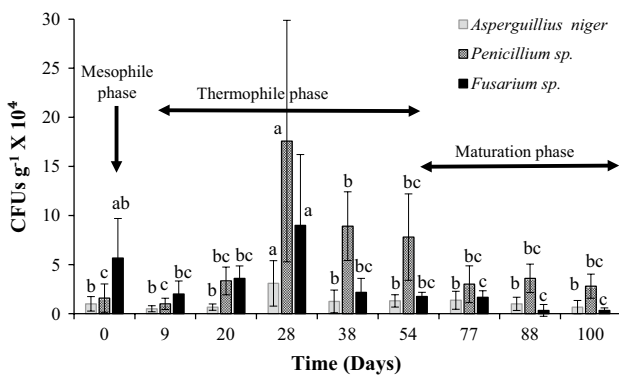 30
25
20
15
10
5
0
CFUs g⁻¹ X 10⁴
Asperguillius niger
Penicillium sp.
Fusarium sp.
Mesophile
phase
Thermophile phase
Maturation phase
b c ab
b c bc
b bc bc
a a a
b b bc
b bc bc
b bc c
b bc c
b bc c
0 9 20 28 38 54 77 88 100
Time (Days)